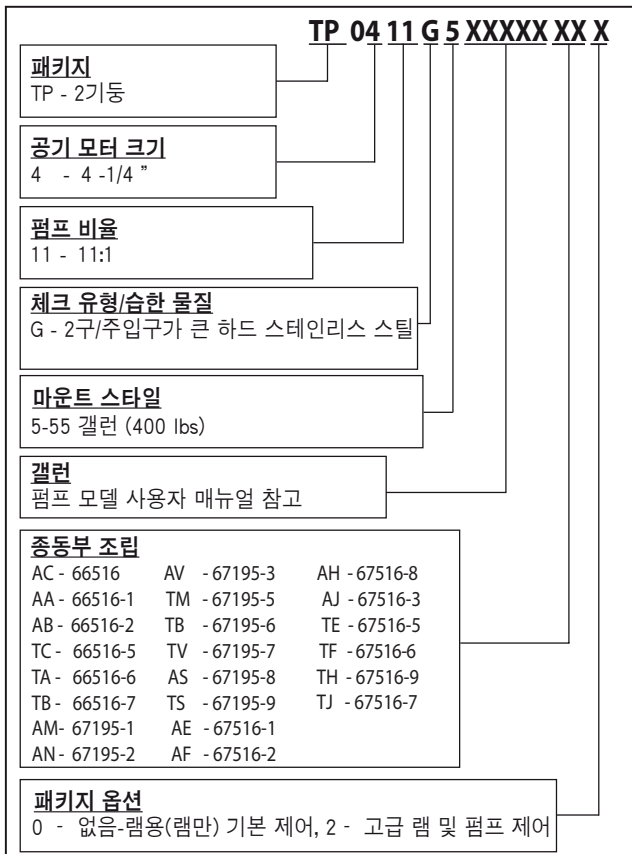 TP 04 11 G 5 XXXXX XX X
패키지
TP - 2기둥
공기 모터 크기
4 - 4 -1/4 ”
펌프 비율
11 - 11:1
체크 유형/습한 물질
G - 2구/주입구가 큰 하드 스테인리스 스틸
마운트 스타일
5-55 갤런 (400 lbs)
갤런
펌프 모델 사용자 매뉴얼 참고
종동부 조립
AC - 66516 AV - 67195-3 AH - 67516-8
AA - 66516-1 TM - 67195-5 AJ - 67516-3
AB - 66516-2 TB - 67195-6 TE - 67516-5
TC - 66516-5 TV - 67195-7 TF - 67516-6
TA - 66516-6 AS - 67195-8 TH - 67516-9
TB - 66516-7 TS - 67195-9 TJ - 67516-7
AM- 67195-1 AE - 67516-1
AN - 67195-2 AF - 67516-2
패키지 옵션
0 - 없음-램용(램만) 기본 제어, 2 - 고급 램 및 펌프 제어